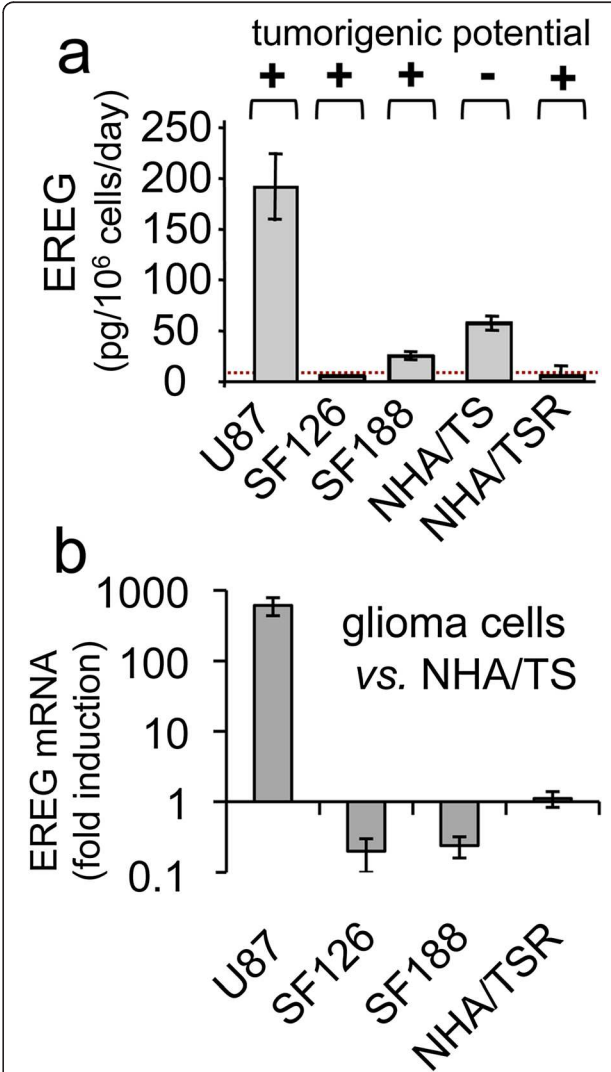 a
tumorigenic potential
+ + + - +
EREG
(pg/10⁶ cells/day)
250
200
150
100
50
0
U87
SF126
SF188
NHA/TS
NHA/TSR
b
EREG mRNA
(fold induction)
1000
100
10
1
0.1
glioma cells
vs. NHA/TS
U87
SF126
SF188
NHA/TSR